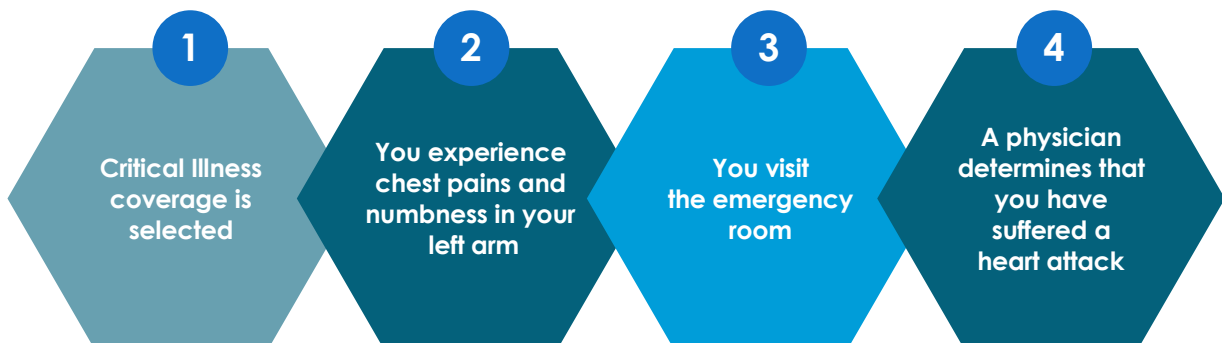 1
Critical Illness
coverage is
selected
2
You experience
chest pains and
numbness in your
left arm
3
You visit
the emergency
room
4
A physician
determines that
you have
suffered a
heart attack